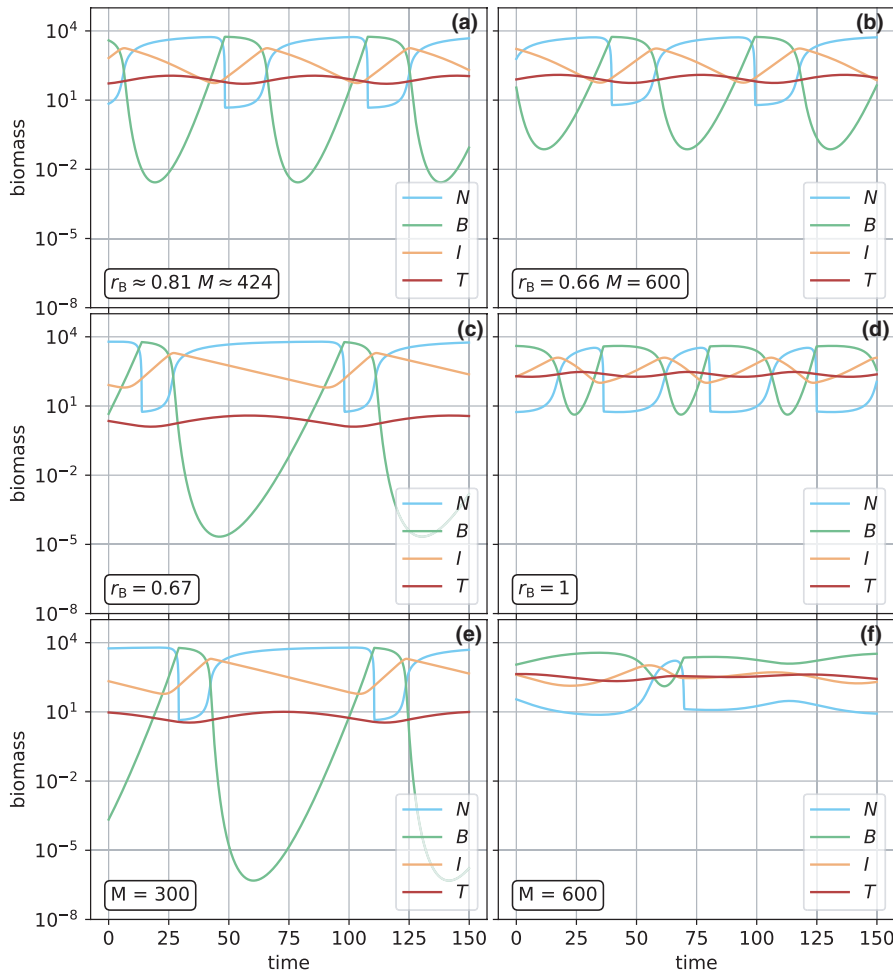 (a)
biomass
10^4
10^1
10^-2
10^-5
10^-8
N
B
I
T
r_B ≈ 0.81 M ≈ 424
(b)
N
B
I
T
r_B = 0.66 M = 600
(c)
biomass
10^4
10^1
10^-2
10^-5
10^-8
N
B
I
T
r_B = 0.67
(d)
N
B
I
T
r_B = 1
(e)
biomass
10^4
10^1
10^-2
10^-5
10^-8
N
B
I
T
M = 300
0 25 50 75 100 125 150
time
(f)
N
B
I
T
M = 600
0 25 50 75 100 125 150
time